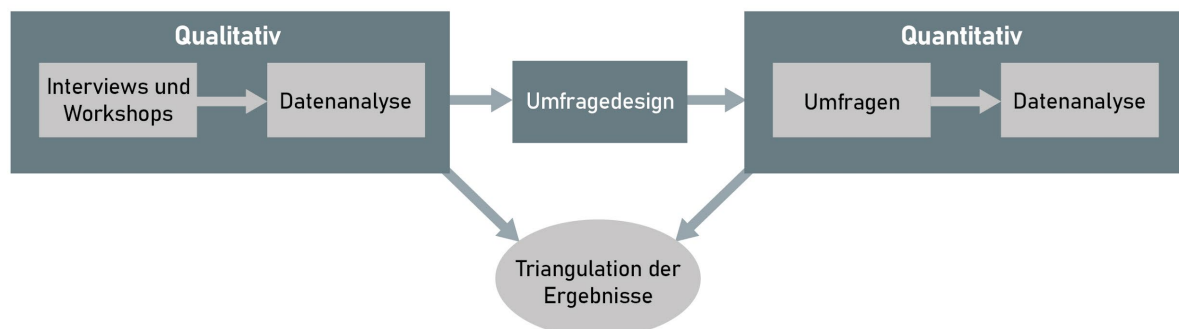 Qualitativ
Interviews und
Workshops
Datenanalyse
Umfragedesign
Quantitativ
Umfragen
Datenanalyse
Triangulation der
Ergebnisse